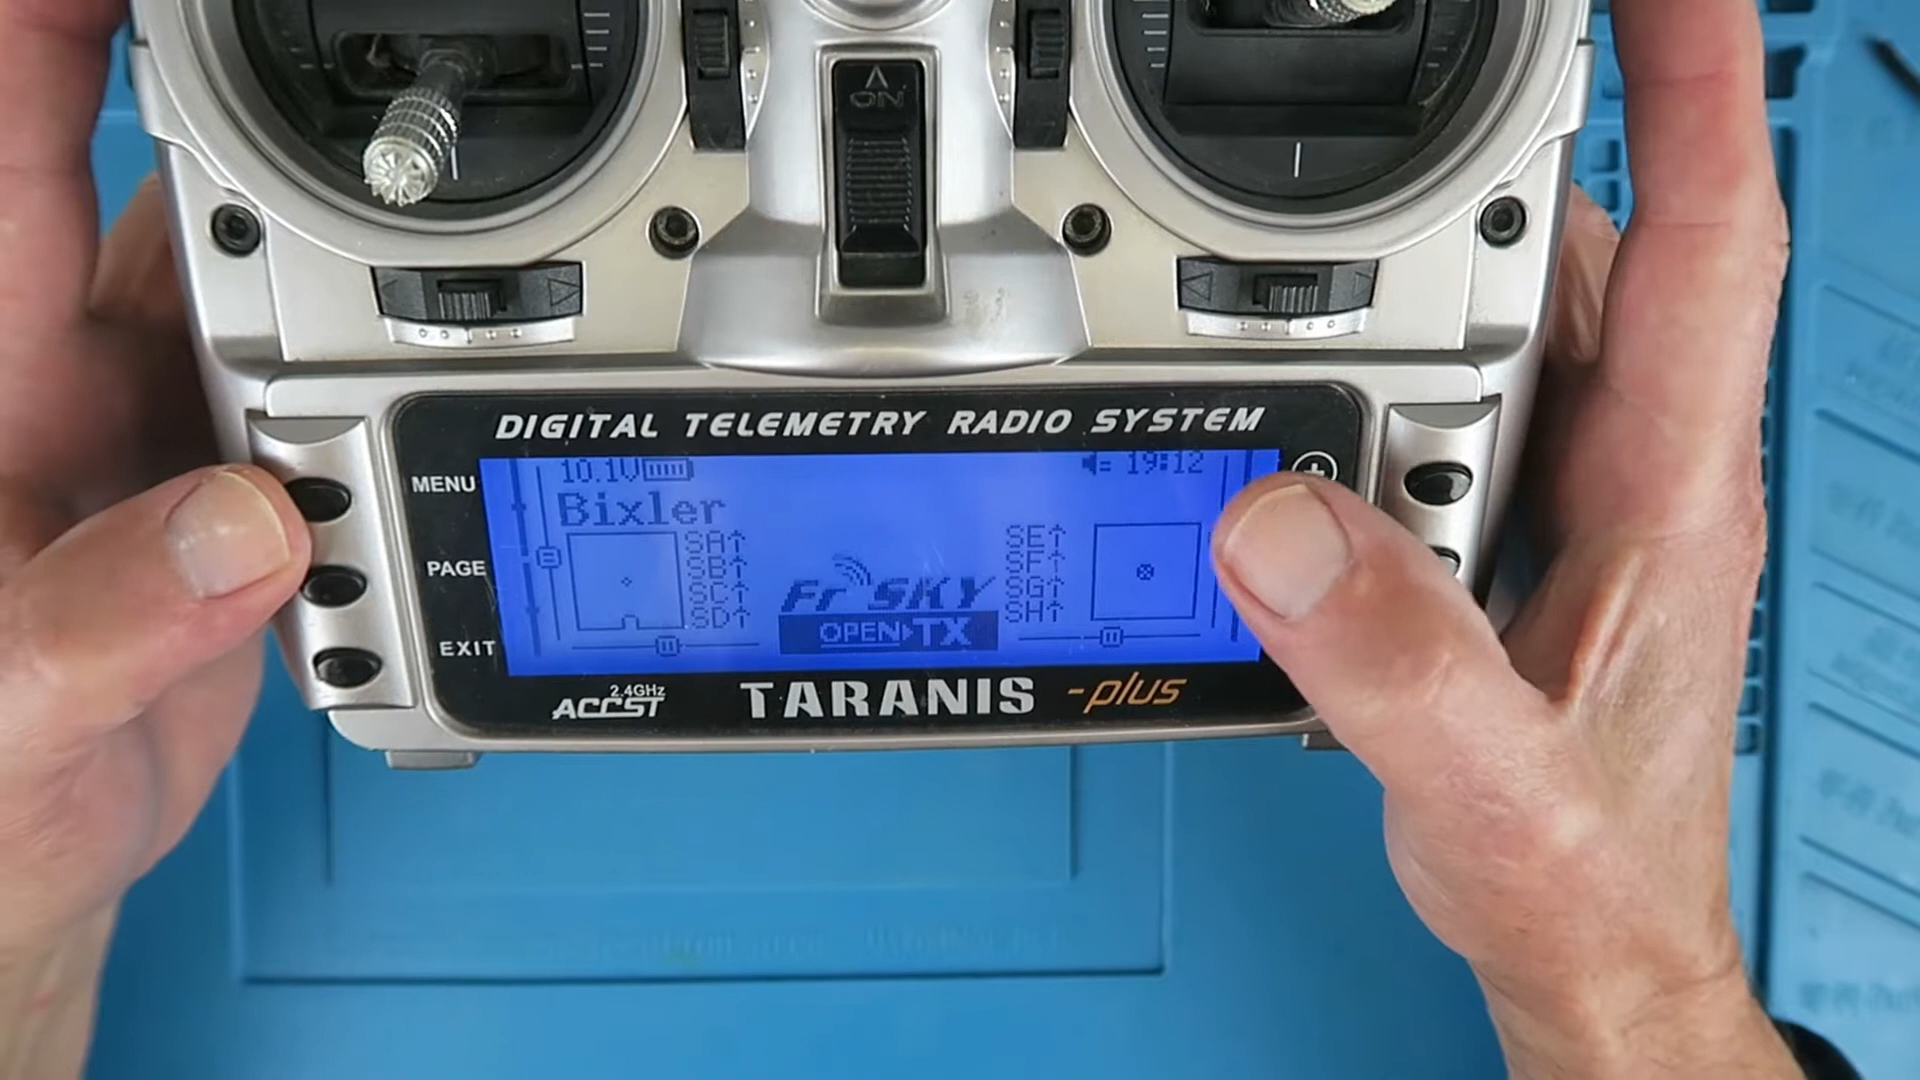 ON
DIGITAL TELEMETRY RADIO SYSTEM
MENU
PAGE
EXIT
10.1V
19:12
Bixler
SA↑
SB↑
SC↑
SD↑
SE↑
SF↑
SG↑
SH↑
FrSKY
OPEN TX
2.4GHz
ACCST
TARANIS -plus